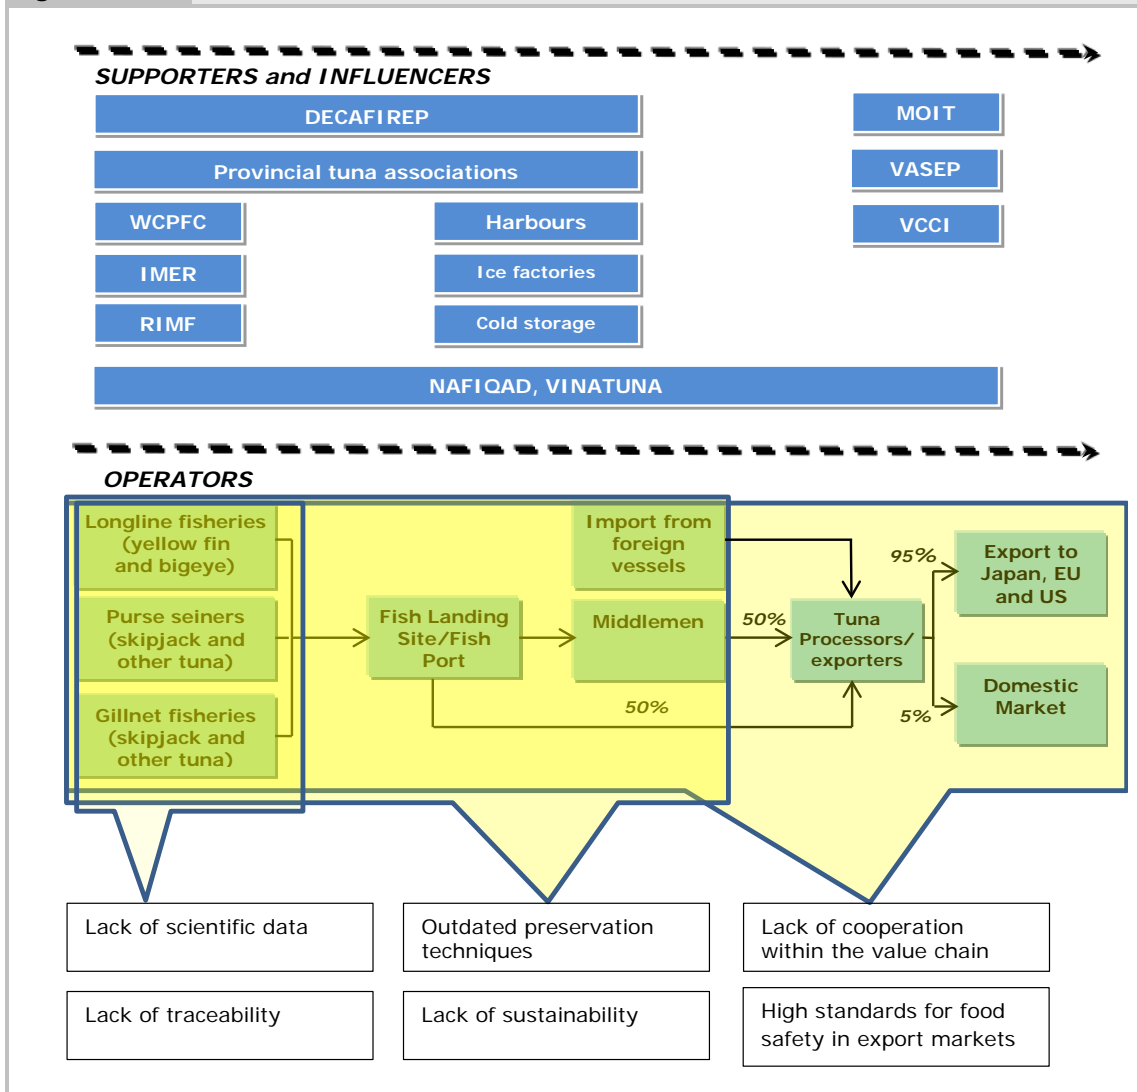 SUPPORTERS and INFLUENCERS
DECAFIREP
MOIT
Provincial tuna associations
VASEP
WCPFC
Harbours
VCCI
IMER
Ice factories
RIMF
Cold storage
NAFIQAD, VINATUNA
OPERATORS
Longline fisheries
(yellow fin
and bigeye)
Purse seiners
(skipjack and
other tuna)
Gillnet fisheries
(skipjack and
other tuna)
Fish Landing
Site/Fish
Port
Import from
foreign
vessels
Middlemen
50%
50%
Tuna
Processors/
exporters
95%
Export to
Japan, EU
and US
5%
Domestic
Market
Lack of scientific data
Outdated preservation
techniques
Lack of cooperation
within the value chain
Lack of traceability
Lack of sustainability
High standards for food
safety in export markets